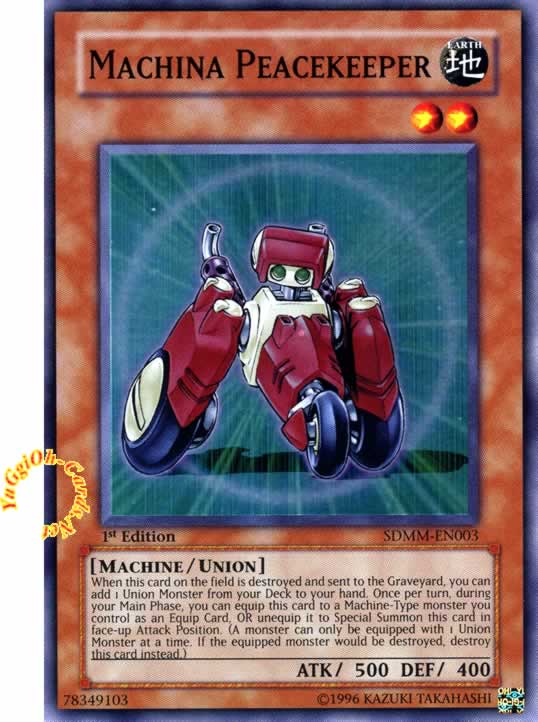 MACHINA PEACEKEEPER
EARTH
地
1st Edition
SDMM-EN003
[MACHINE / UNION]
When this card on the field is destroyed and sent to the Graveyard, you can
add 1 Union Monster from your Deck to your hand. Once per turn, during
your Main Phase, you can equip this card to a Machine-Type monster you
control as an Equip Card, OR unequip it to Special Summon this card in
face-up Attack Position. (A monster can only be equipped with 1 Union
Monster at a time. If the equipped monster would be destroyed, destroy
this card instead.)
ATK/ 500 DEF/ 400
78349103
©1996 KAZUKI TAKAHASHI
YuGgiOh-Cards.Net